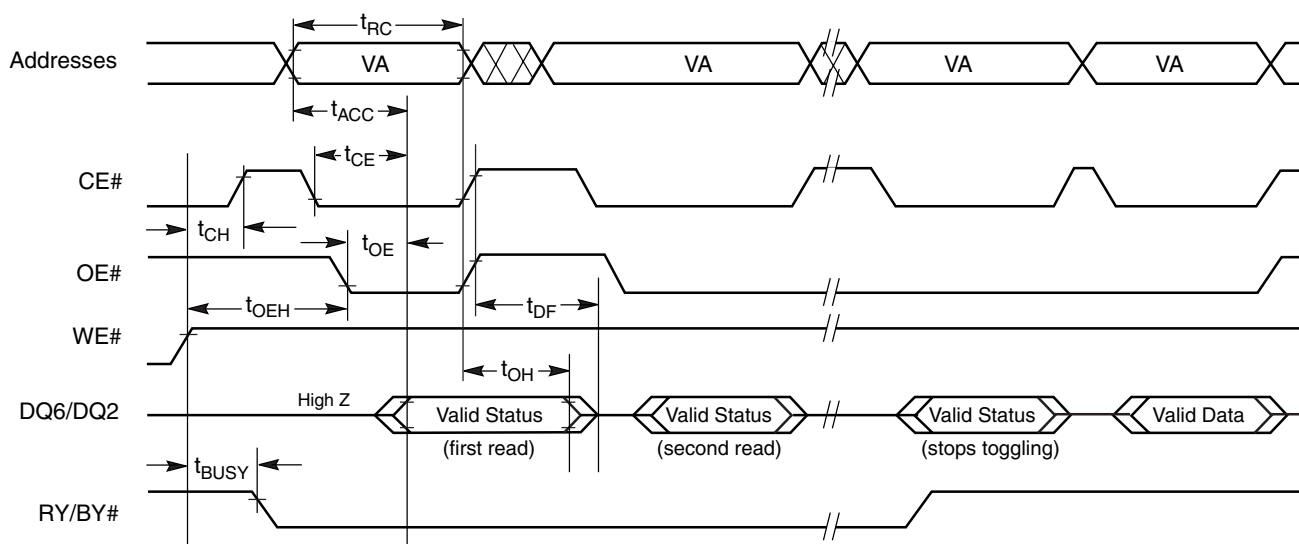 tRC
Addresses VA VA VA VA
tACC
tCE
CE#
tCH tOE
OE#
tOEH tDF
WE#
tOH
High Z
DQ6/DQ2 Valid Status Valid Status Valid Status Valid Data
(first read) (second read) (stops toggling)
tBUSY
RY/BY#